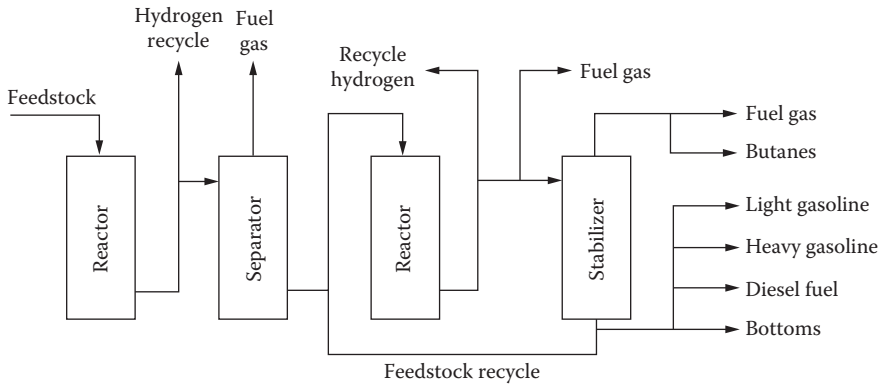 Hydrogen
recycle
Fuel
gas
Recycle
hydrogen
Fuel gas
Feedstock
Fuel gas
Butanes
Reactor
Separator
Reactor
Stabilizer
Light gasoline
Heavy gasoline
Diesel fuel
Bottoms
Feedstock recycle